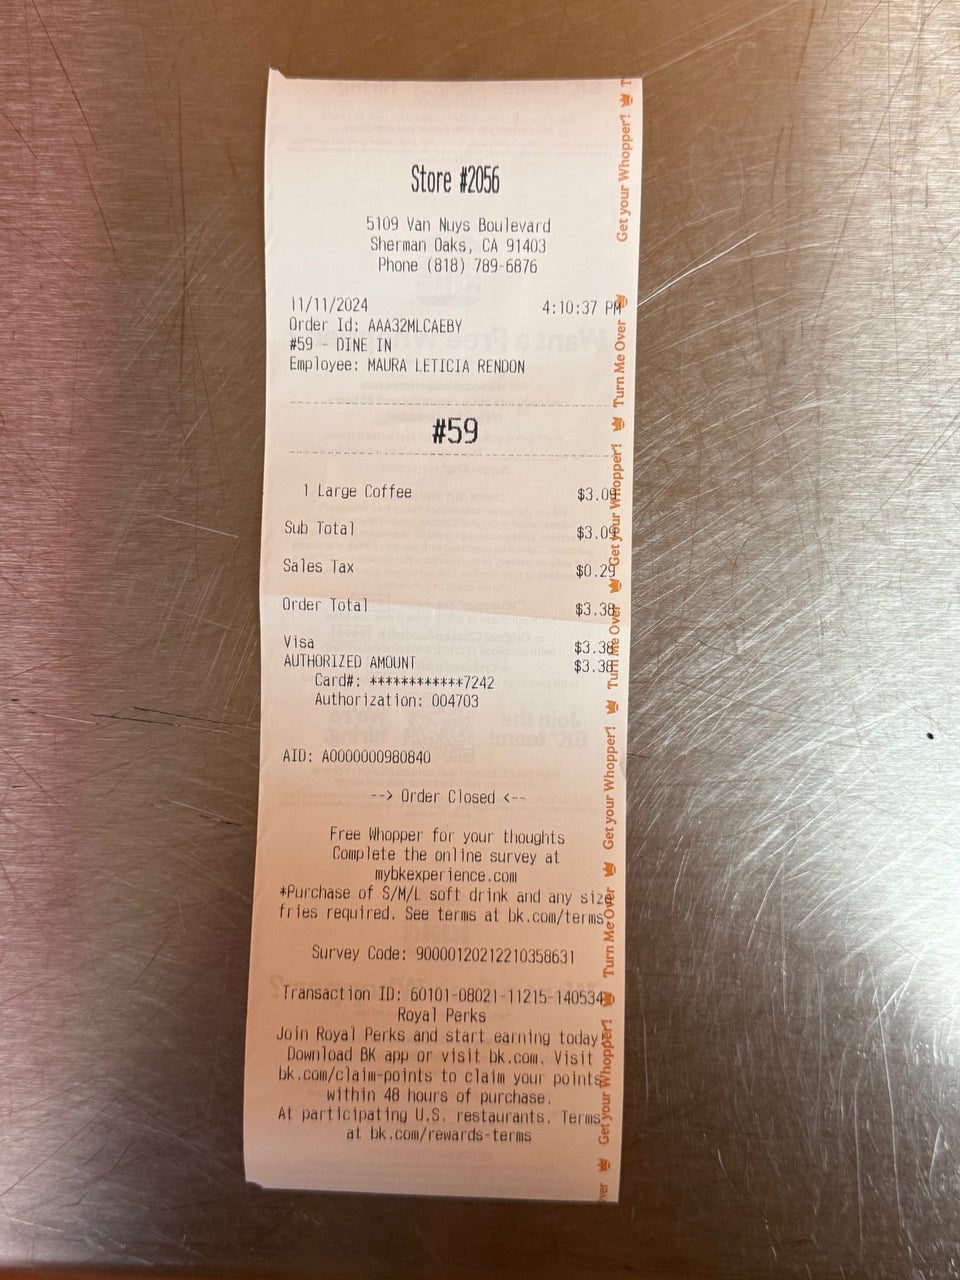 Store #2056
5109 Van Nuys Boulevard
Sherman Oaks, CA 91403
Phone (818) 789-6876
11/11/2024 4:10:37 PM
Order Id: AAA32MLCAEBY
#59 - DINE IN
Employee: MAURA LETICIA RENDON
#59
1 Large Coffee $3.09
Sub Total $3.09
Sales Tax $0.29
Order Total $3.38
Visa $3.38
AUTHORIZED AMOUNT $3.38
Card#: ************7242
Authorization: 004703
AID: A0000000980840
--> Order Closed <--
Free Whopper for your thoughts
Complete the online survey at
mybkexperience.com
*Purchase of S/M/L soft drink and any size
fries required. See terms at bk.com/terms
Survey Code: 90000120212210358631
Transaction ID: 60101-08021-11215-140534
Royal Perks
Join Royal Perks and start earning today!
Download BK app or visit bk.com. Visit
bk.com/claim-points to claim your points
within 48 hours of purchase.
At participating U.S. restaurants. Terms
at bk.com/rewards-terms
ver Get your Whopper! Turn Me Over Get your Whopper! Turn Me Over Get your Whopper! Turn Me Over Get your Whopper! T